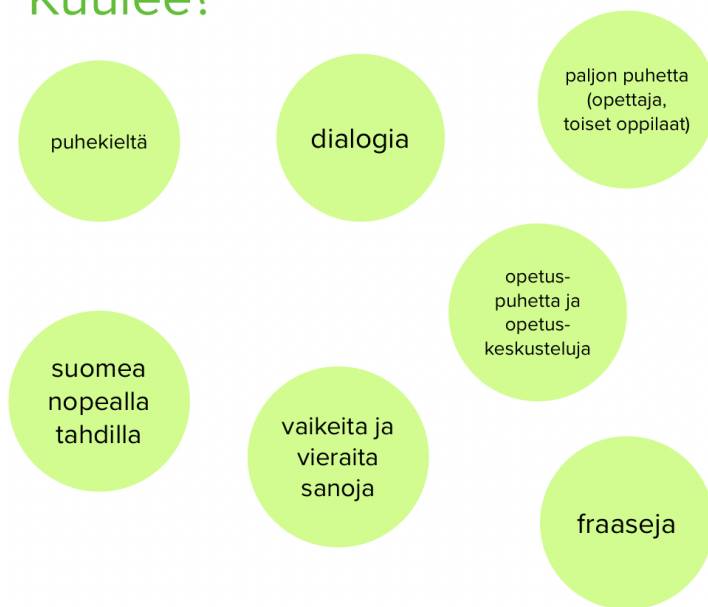 Kuulee?
puhekieltä
dialogia
paljon puhetta
(opettaja,
toiset oppilaat)
opetus-
puhetta ja
opetus-
keskusteluja
suomea
nopealla
tahdilla
vaikeita ja
vieraita
sanoja
fraaseja